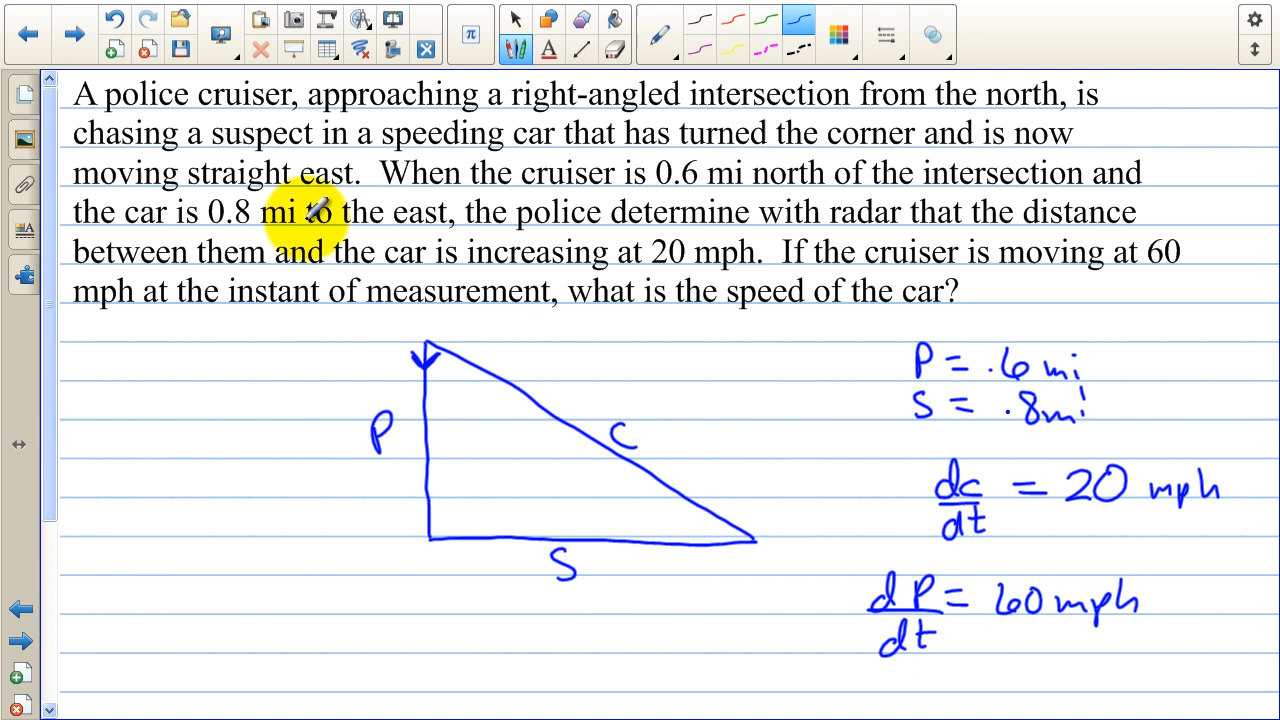 A police cruiser, approaching a right-angled intersection from the north, is
chasing a suspect in a speeding car that has turned the corner and is now
moving straight east.  When the cruiser is 0.6 mi north of the intersection and
the car is 0.8 mi to the east, the police determine with radar that the distance
between them and the car is increasing at 20 mph.  If the cruiser is moving at 60
mph at the instant of measurement, what is the speed of the car?
P = .6 mi
S = .8 mi
P
C
dc/dt = 20 mph
S
dP/dt = 60 mph